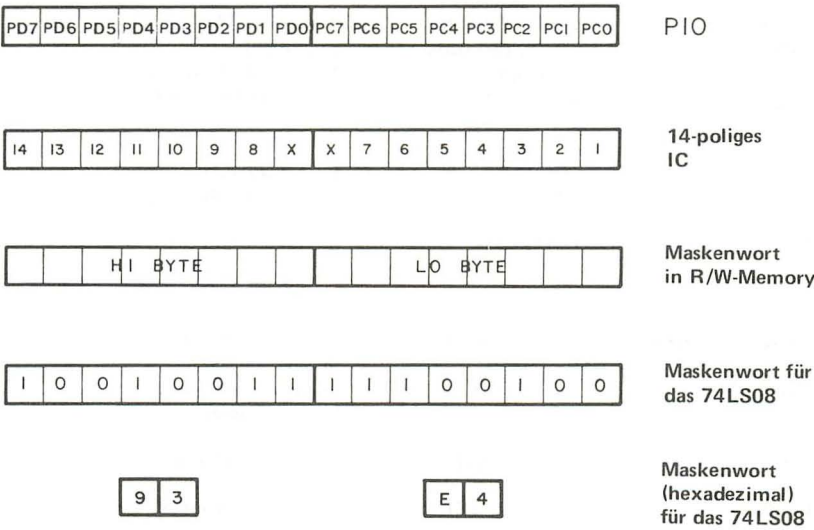 PD7 PD6 PD5 PD4 PD3 PD2 PD1 PD0 PC7 PC6 PC5 PC4 PC3 PC2 PC1 PC0 PIO
14 13 12 11 10 9 8 X X 7 6 5 4 3 2 1 14-poliges
IC
HI BYTE LO BYTE Maskenwort
in R/W-Memory
1 0 0 1 0 0 1 1 1 1 1 0 0 1 0 0 Maskenwort für
das 74LS08
9 3 E 4 Maskenwort
(hexadezimal)
für das 74LS08